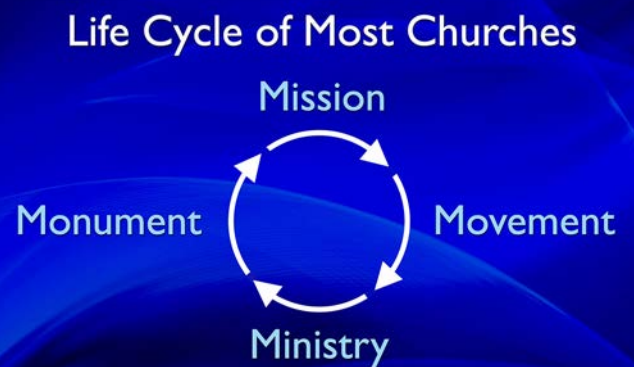 Life Cycle of Most Churches
Mission
Monument
Movement
Ministry